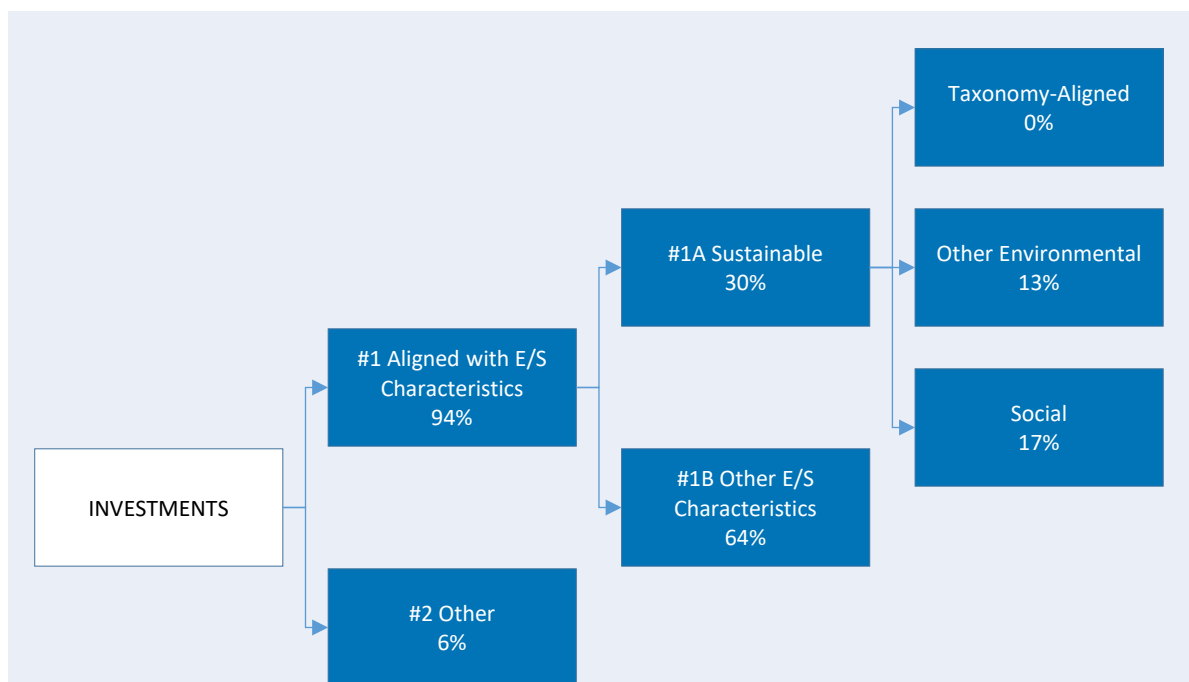 INVESTMENTS
#1 Aligned with E/S
Characteristics
94%
#2 Other
6%
#1A Sustainable
30%
#1B Other E/S
Characteristics
64%
Taxonomy-Aligned
0%
Other Environmental
13%
Social
17%